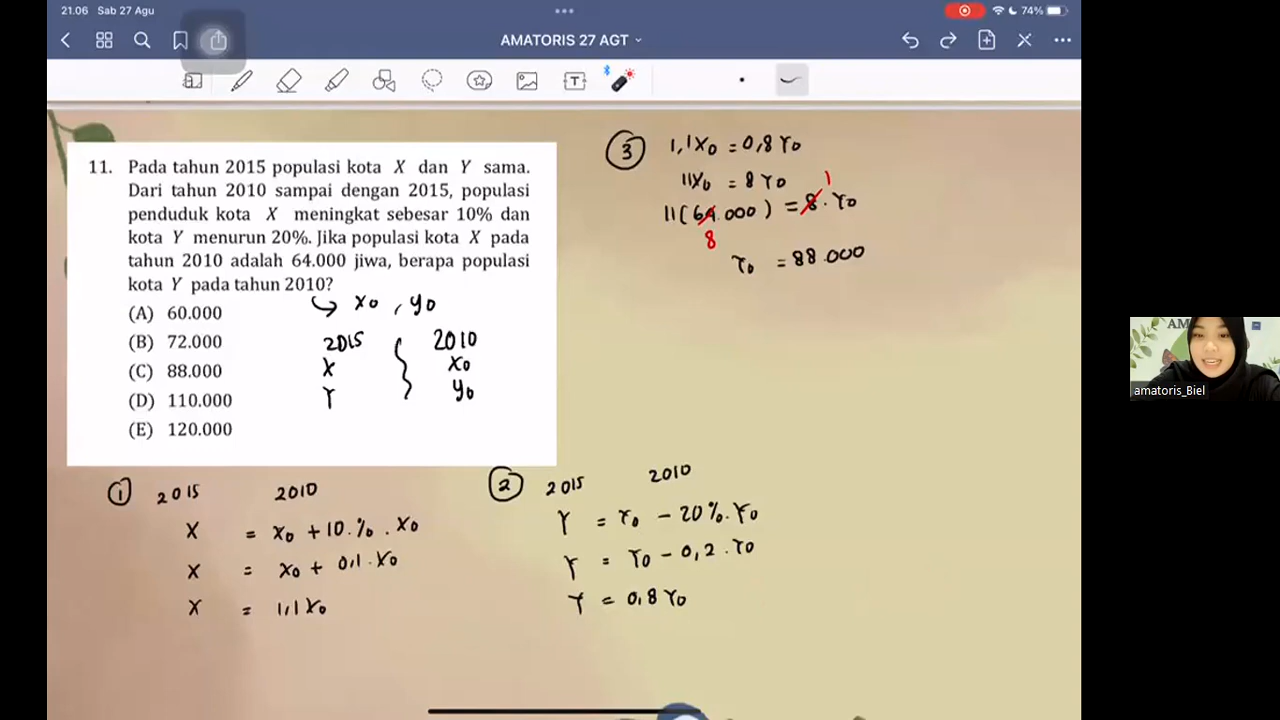 21.06 Sab 27 Agu
74%
AMATORIS 27 AGT
11. Pada tahun 2015 populasi kota X dan Y sama.
Dari tahun 2010 sampai dengan 2015, populasi
penduduk kota X meningkat sebesar 10% dan
kota Y menurun 20%. Jika populasi kota X pada
tahun 2010 adalah 64.000 jiwa, berapa populasi
kota Y pada tahun 2010?
(A) 60.000
(B) 72.000
(C) 88.000
(D) 110.000
(E) 120.000
↳ x₀ , y₀
2015 2010
X x₀
Y y₀
① 2015 2010
X = x₀ + 10.% . x₀
X = x₀ + 0,1 . x₀
X = 1,1 x₀
② 2015 2010
Y = Y₀ - 20%. Y₀
Y = Y₀ - 0,2 . Y₀
Y = 0,8 Y₀
③ 1,1X₀ = 0,8 Y₀
11X₀ = 8 Y₀
1
11(64.000) = 8. Y₀
8
Y₀ = 88.000
AM
amatoris_Biel